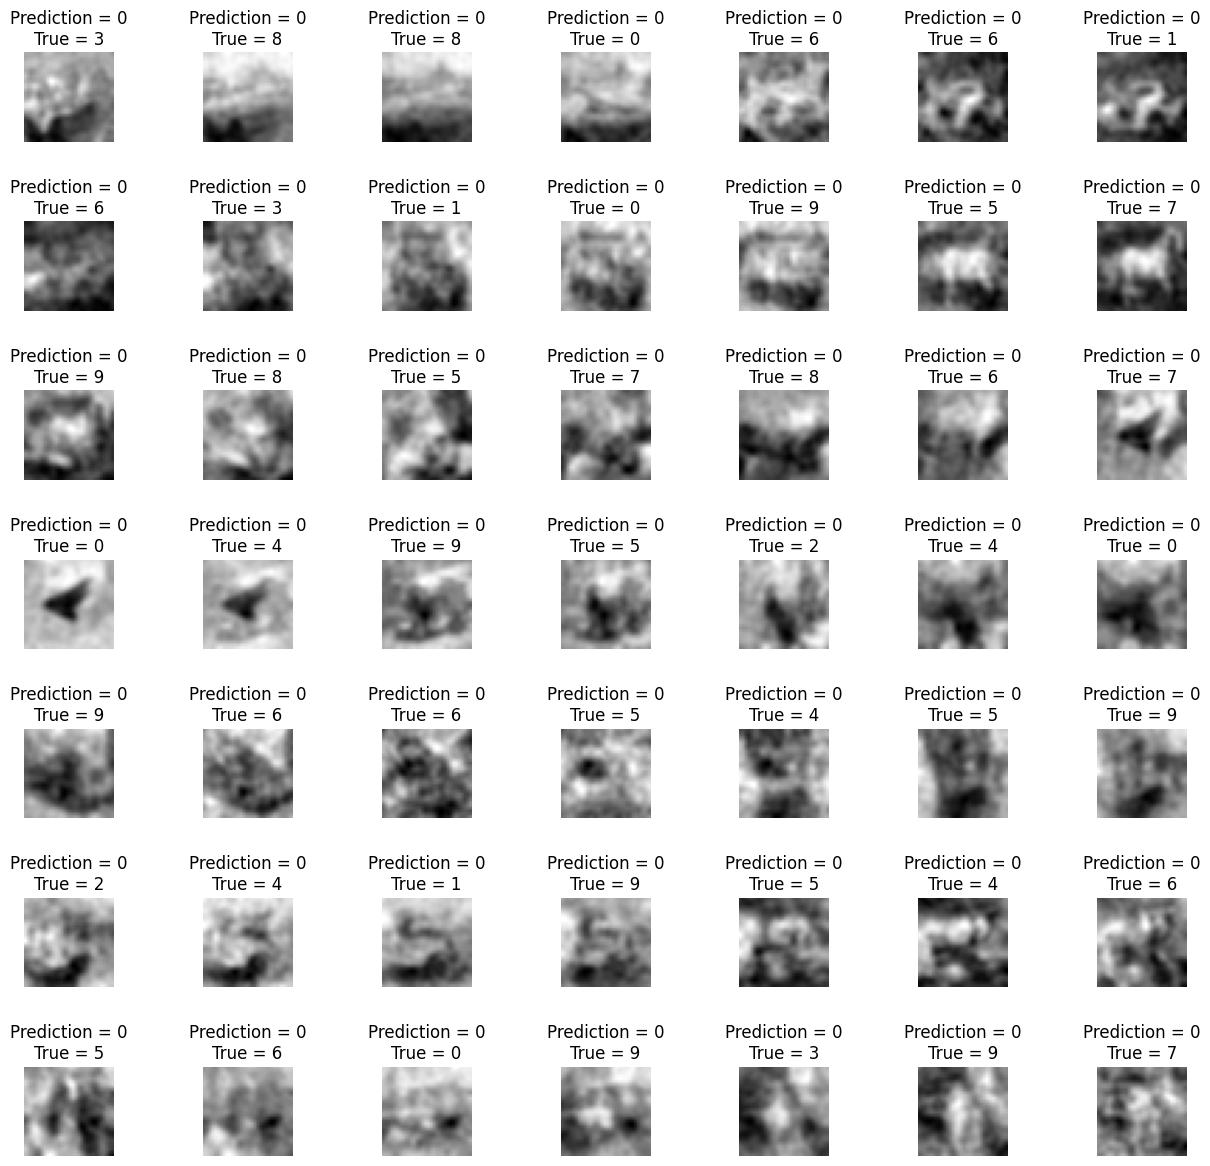 Prediction = 0 Prediction = 0 Prediction = 0 Prediction = 0 Prediction = 0 Prediction = 0 Prediction = 0
True = 3 True = 8 True = 8 True = 0 True = 6 True = 6 True = 1
Prediction = 0 Prediction = 0 Prediction = 0 Prediction = 0 Prediction = 0 Prediction = 0 Prediction = 0
True = 6 True = 3 True = 1 True = 0 True = 9 True = 5 True = 7
Prediction = 0 Prediction = 0 Prediction = 0 Prediction = 0 Prediction = 0 Prediction = 0 Prediction = 0
True = 9 True = 8 True = 5 True = 7 True = 8 True = 6 True = 7
Prediction = 0 Prediction = 0 Prediction = 0 Prediction = 0 Prediction = 0 Prediction = 0 Prediction = 0
True = 0 True = 4 True = 9 True = 5 True = 2 True = 4 True = 0
Prediction = 0 Prediction = 0 Prediction = 0 Prediction = 0 Prediction = 0 Prediction = 0 Prediction = 0
True = 9 True = 6 True = 6 True = 5 True = 4 True = 5 True = 9
Prediction = 0 Prediction = 0 Prediction = 0 Prediction = 0 Prediction = 0 Prediction = 0 Prediction = 0
True = 2 True = 4 True = 1 True = 9 True = 5 True = 4 True = 6
Prediction = 0 Prediction = 0 Prediction = 0 Prediction = 0 Prediction = 0 Prediction = 0 Prediction = 0
True = 5 True = 6 True = 0 True = 9 True = 3 True = 9 True = 7